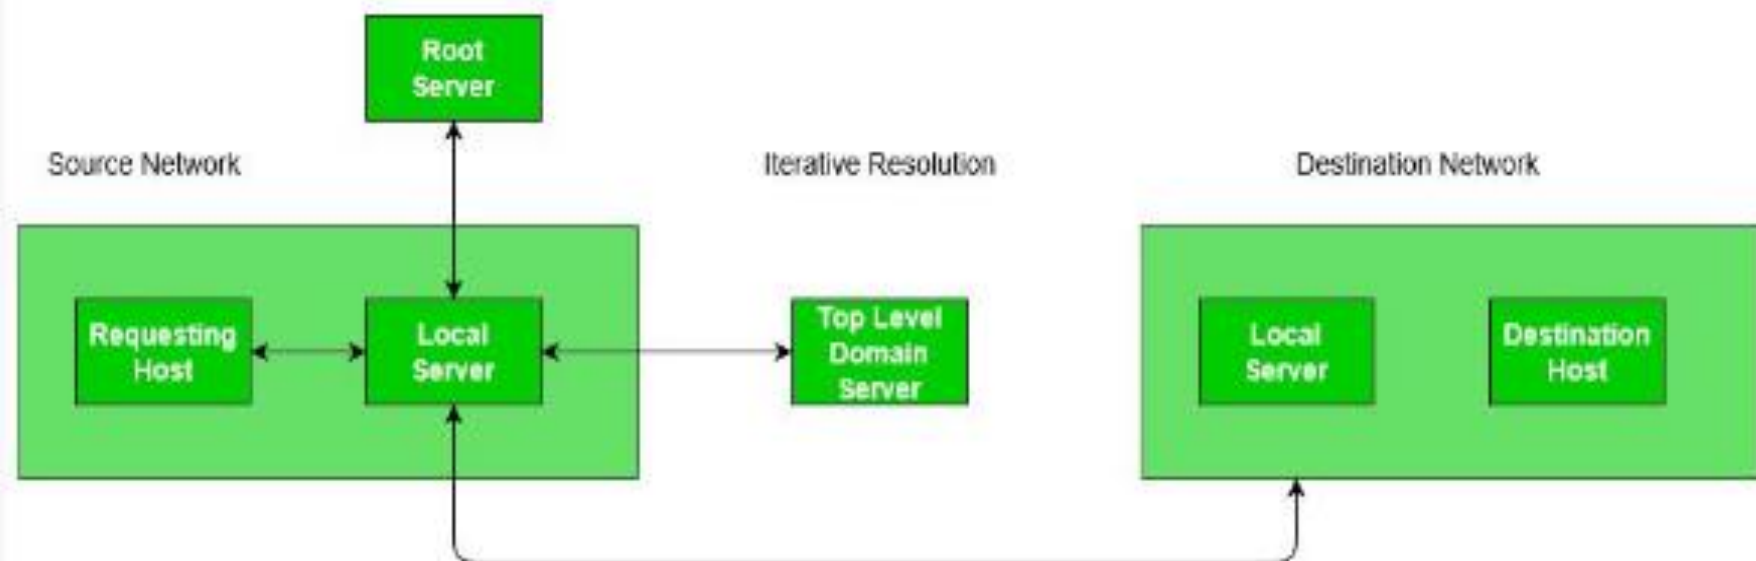 Root
Server
Source Network
Iterative Resolution
Destination Network
Requesting
Host
Local
Server
Top Level
Domain
Server
Local
Server
Destination
Host